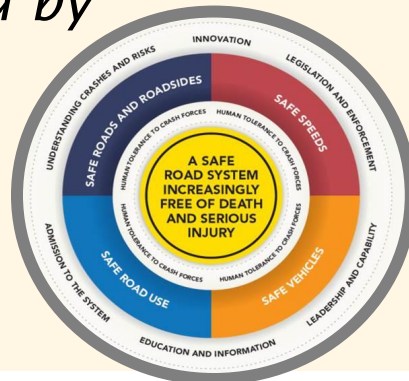 by
INNOVATION
LEGISLATION AND ENFORCEMENT
LEADERSHIP AND CAPABILITY
EDUCATION AND INFORMATION
ADMISSION TO THE SYSTEM
UNDERSTANDING CRASHES AND RISKS
SAFE ROADS AND ROADSIDES
SAFE SPEEDS
SAFE VEHICLES
SAFE ROAD USE
HUMAN TOLERANCE TO CRASH FORCES
HUMAN TOLERANCE TO CRASH FORCES
HUMAN TOLERANCE TO CRASH FORCES
HUMAN TOLERANCE TO CRASH FORCES
A SAFE
ROAD SYSTEM
INCREASINGLY
FREE OF DEATH
AND SERIOUS
INJURY